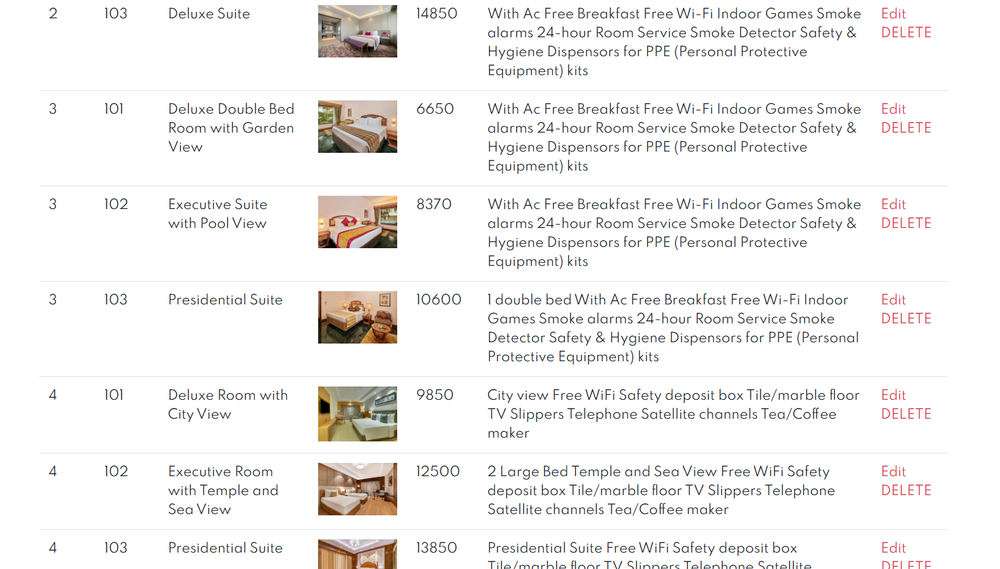 2 103 Deluxe Suite 14850 With Ac Free Breakfast Free Wi-Fi Indoor Games Smoke Edit
alarms 24-hour Room Service Smoke Detector Safety & DELETE
Hygiene Dispensors for PPE (Personal Protective
Equipment) kits
3 101 Deluxe Double Bed 6650 With Ac Free Breakfast Free Wi-Fi Indoor Games Smoke Edit
Room with Garden alarms 24-hour Room Service Smoke Detector Safety & DELETE
View Hygiene Dispensors for PPE (Personal Protective
Equipment) kits
3 102 Executive Suite 8370 With Ac Free Breakfast Free Wi-Fi Indoor Games Smoke Edit
with Pool View alarms 24-hour Room Service Smoke Detector Safety & DELETE
Hygiene Dispensors for PPE (Personal Protective
Equipment) kits
3 103 Presidential Suite 10600 1 double bed With Ac Free Breakfast Free Wi-Fi Indoor Edit
Games Smoke alarms 24-hour Room Service Smoke DELETE
Detector Safety & Hygiene Dispensors for PPE (Personal
Protective Equipment) kits
4 101 Deluxe Room with 9850 City view Free WiFi Safety deposit box Tile/marble floor Edit
City View TV Slippers Telephone Satellite channels Tea/Coffee DELETE
maker
4 102 Executive Room 12500 2 Large Bed Temple and Sea View Free WiFi Safety Edit
with Temple and deposit box Tile/marble floor TV Slippers Telephone DELETE
Sea View Satellite channels Tea/Coffee maker
4 103 Presidential Suite 13850 Presidential Suite Free WiFi Safety deposit box Edit
Tile/marble floor TV Slippers Telephone Satellite DELETE